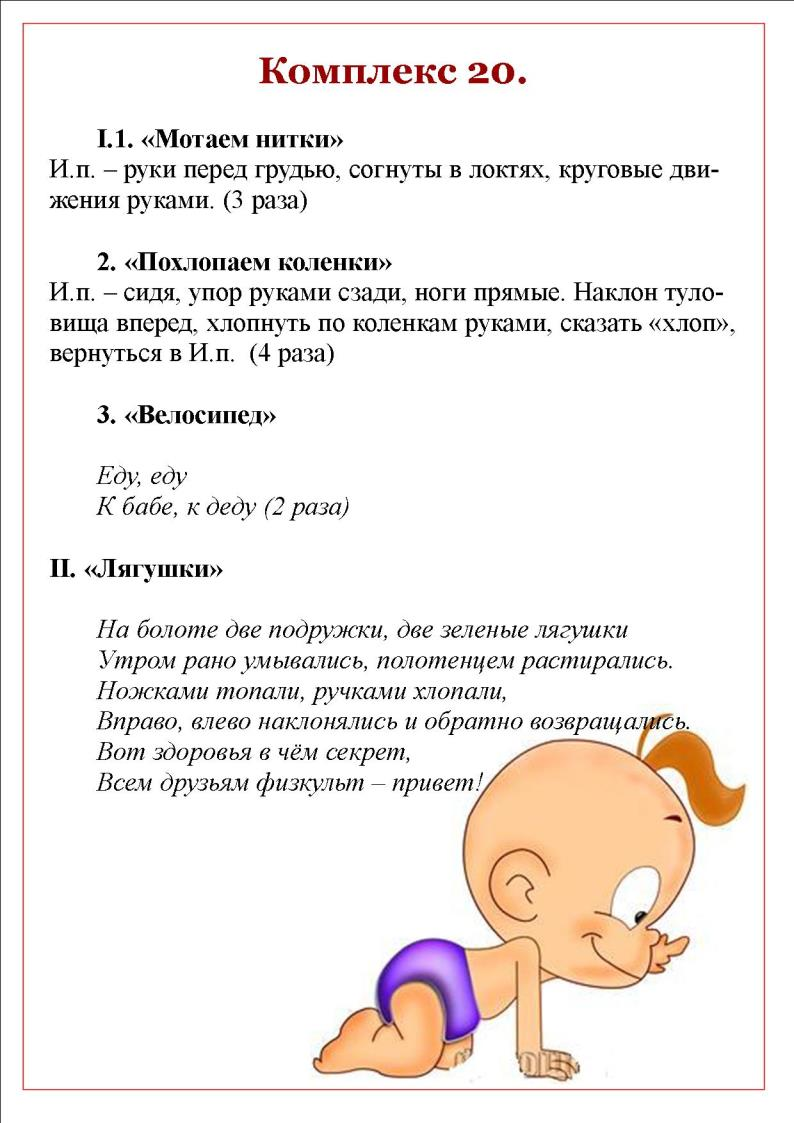 Комплекс 20.
I.1. «Мотаем нитки»
И.п. – руки перед грудью, согнуты в локтях, круговые дви-
жения руками. (3 раза)
2. «Похлопаем коленки»
И.п. – сидя, упор руками сзади, ноги прямые. Наклон туло-
вища вперед, хлопнуть по коленкам руками, сказать «хлоп»,
вернуться в И.п. (4 раза)
3. «Велосипед»
Еду, еду
К бабе, к деду (2 раза)
II. «Лягушки»
На болоте две подружки, две зеленые лягушки
Утром рано умывались, полотенцем растирались.
Ножками топали, ручками хлопали,
Вправо, влево наклонялись и обратно возвращались.
Вот здоровья в чём секрет,
Всем друзьям физкульт – привет!